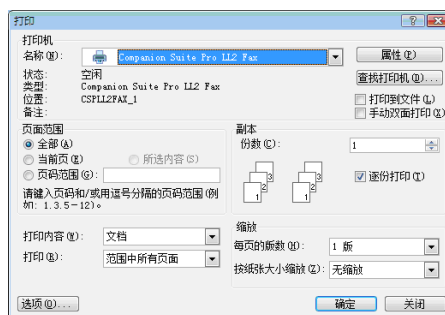 打印
打印机
名称(N): Companion Suite Pro LL2 Fax 属性(P)
状态: 空闲 查找打印机(D)...
类型: Companion Suite Pro LL2 Fax
位置: CSPLL2FAX_1 打印到文件(L)
备注: 手动双面打印(X)
页面范围 副本
全部(A) 份数(C): 1
当前页(E) 所选内容(S)
页码范围(G): 逐份打印(T)
请键入页码和/或用逗号分隔的页码范围(例
如: 1.3.5-12)。
缩放
打印内容(W): 文档 每页的版数(H): 1 版
打印(R): 范围中所有页面 按纸张大小缩放(Z): 无缩放
选项(O)... 确定 关闭